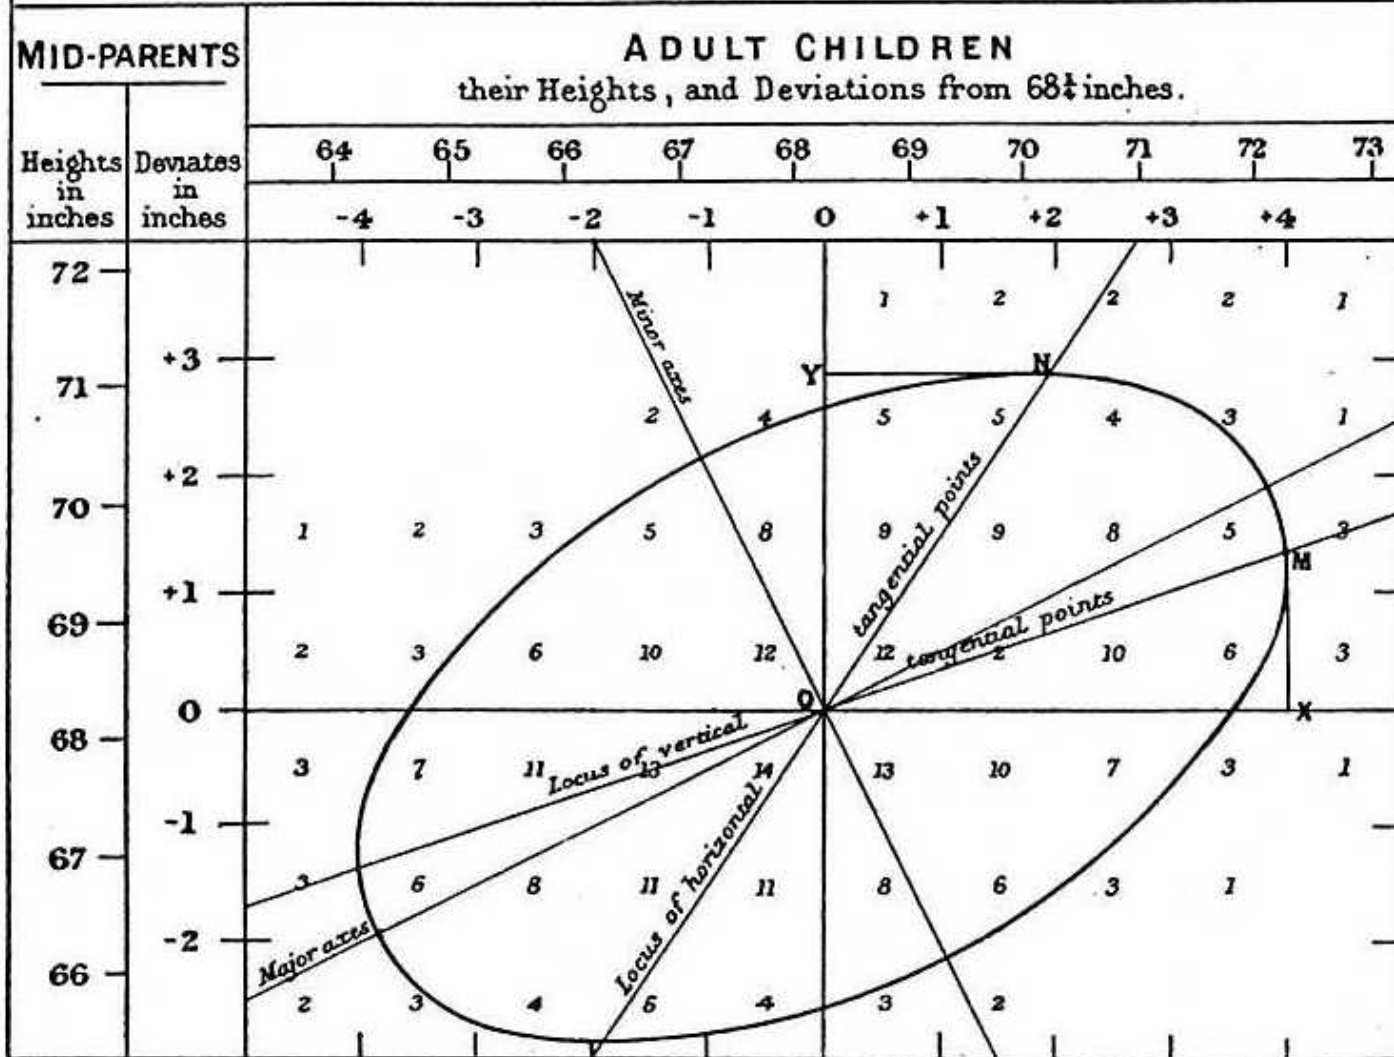 MID-PARENTS
ADULT CHILDREN
their Heights, and Deviations from 68¼ inches.
Heights in inches
Deviates in inches
64 65 66 67 68 69 70 71 72 73
-4 -3 -2 -1 0 +1 +2 +3 +4
72
1 2 2 2 1
Minor axes
+3
Y N
71
2 4 5 5 4 3 1
+2
70
tangential points
1 2 3 5 8 9 9 8 5 3
M
+1
69
tangential points
2 3 6 10 12 12 2 10 6 3
0 O X
68
Locus of vertical
3 7 11 13 14 13 10 7 3 1
-1
67
Locus of horizontal
3 6 8 11 11 8 6 3 1
-2
Major axes
66
2 3 4 6 4 3 2